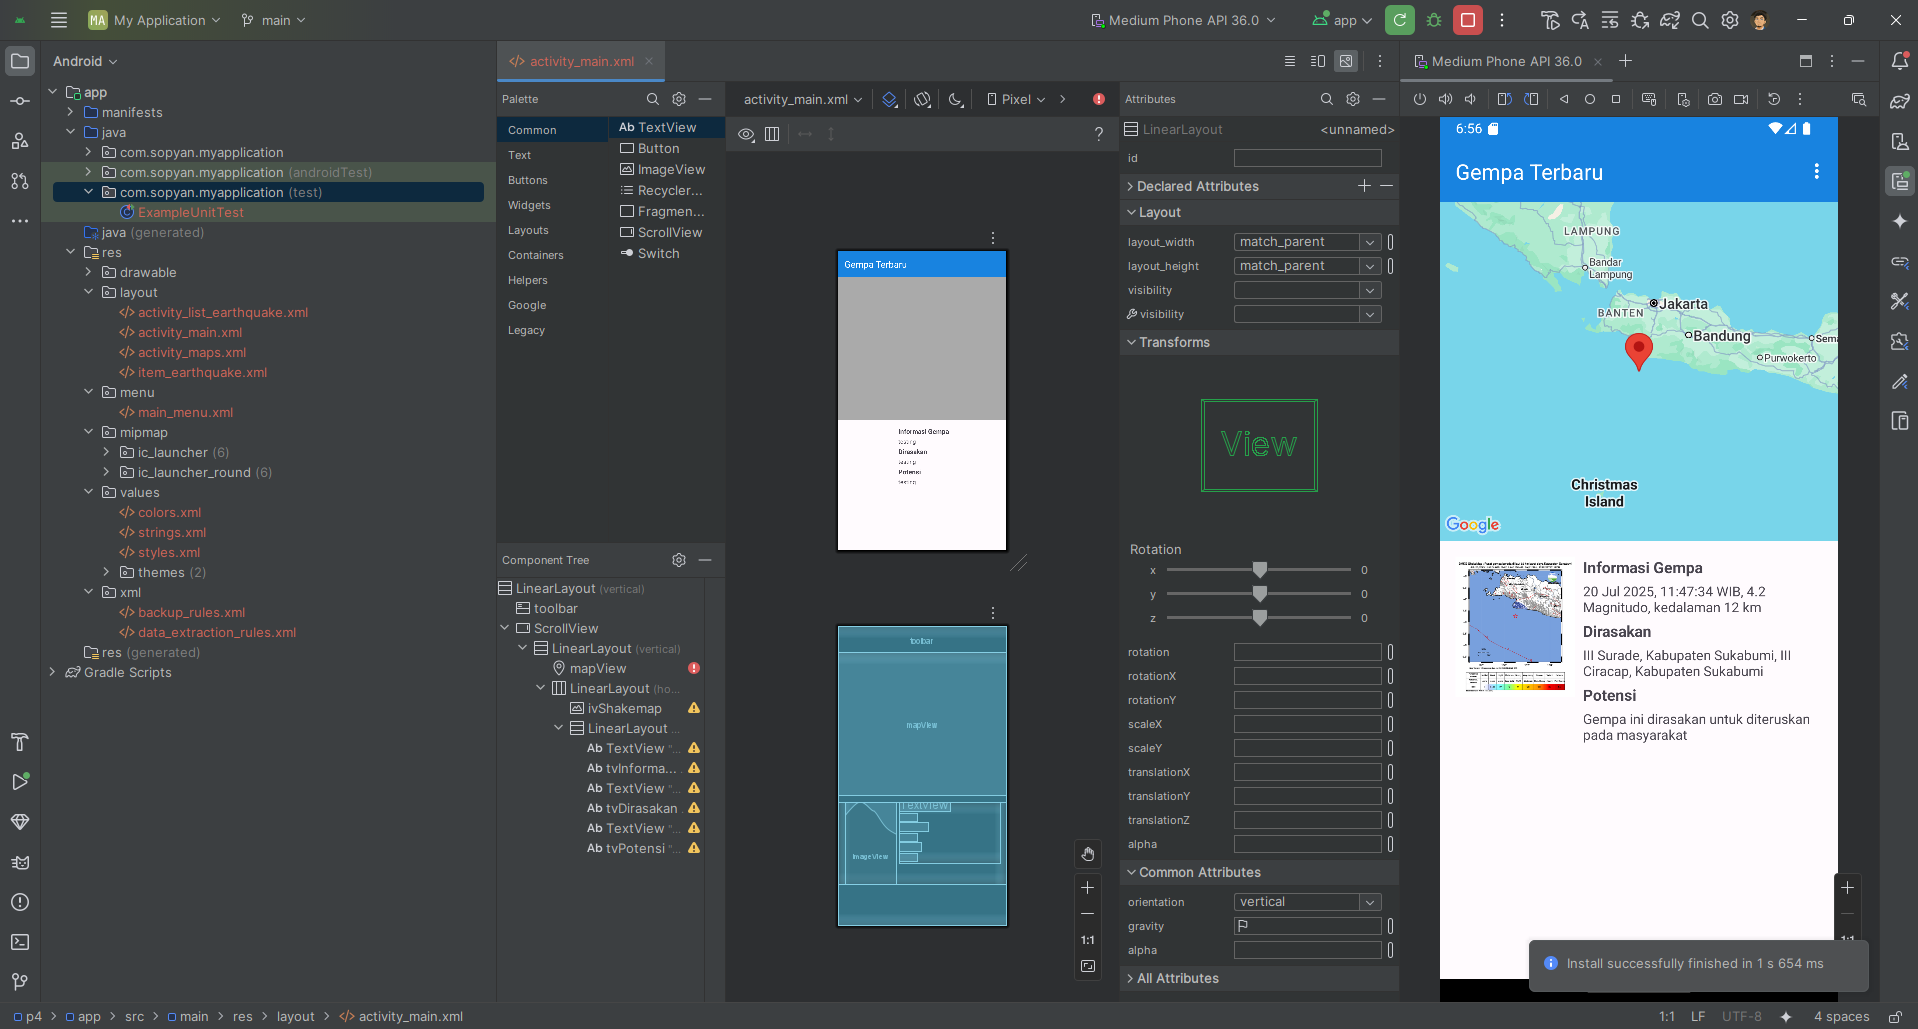 MA My Application main Medium Phone API 36.0 app
Android
app
manifests
java
com.sopyan.myapplication
com.sopyan.myapplication (androidTest)
com.sopyan.myapplication (test)
ExampleUnitTest
java (generated)
res
drawable
layout
activity_list_earthquake.xml
activity_main.xml
activity_maps.xml
item_earthquake.xml
menu
main_menu.xml
mipmap
ic_launcher (6)
ic_launcher_round (6)
values
colors.xml
strings.xml
styles.xml
themes (2)
xml
backup_rules.xml
data_extraction_rules.xml
res (generated)
Gradle Scripts
activity_main.xml
Palette
Common
Text
Buttons
Widgets
Layouts
Containers
Helpers
Google
Legacy
Ab TextView
Button
ImageView
Recycler...
Fragmen...
ScrollView
Switch
Component Tree
LinearLayout (vertical)
toolbar
ScrollView
LinearLayout (vertical)
mapView
LinearLayout (ho...
ivShakemap
LinearLayout ...
Ab TextView "...
Ab tvInforma...
Ab TextView "...
Ab tvDirasakan
Ab TextView "...
Ab tvPotensi "...
activity_main.xml Pixel
?
Gempa Terbaru
Informasi Gempa
testing
Dirasakan
testing
Potensi
testing
toolbar
mapView
TextView
ImageView
1:1
Attributes
LinearLayout <unnamed>
id
Declared Attributes
Layout
layout_width match_parent
layout_height match_parent
visibility
visibility
Transforms
View
Rotation
x 0
y 0
z 0
rotation
rotationX
rotationY
scaleX
scaleY
translationX
translationY
translationZ
alpha
Common Attributes
orientation vertical
gravity
alpha
All Attributes
Medium Phone API 36.0
6:56
Gempa Terbaru
LAMPUNG
Bandar
Lampung
Jakarta
BANTEN
Bandung
Sema
Purwokerto
Christmas
Island
Google
Informasi Gempa
20 Jul 2025, 11:47:34 WIB, 4.2
Magnitudo, kedalaman 12 km
Dirasakan
III Surade, Kabupaten Sukabumi, III
Ciracap, Kabupaten Sukabumi
Potensi
Gempa ini dirasakan untuk diteruskan
pada masyarakat
1:1
Install successfully finished in 1 s 654 ms
p4 > app > src > main > res > layout > activity_main.xml
1:1 LF UTF-8 4 spaces